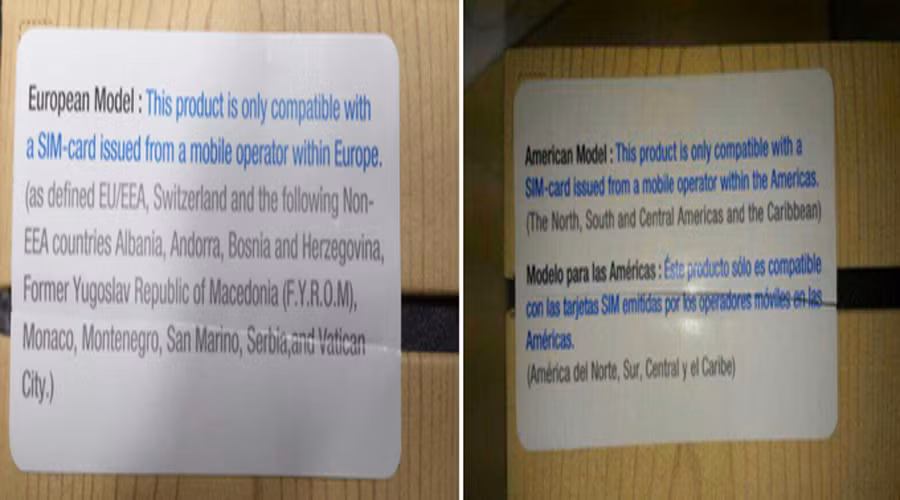 European Model : This product is only compatible with
a SIM-card issued from a mobile operator within Europe.
(as defined EU/EEA, Switzerland and the following Non-
EEA countries Albania, Andorra, Bosnia and Herzegovina,
Former Yugoslav Republic of Macedonia (F.Y.R.O.M),
Monaco, Montenegro, San Marino, Serbia,and Vatican
City.)
American Model : This product is only compatible with a
SIM-card issued from a mobile operator within the Americas.
(The North, South and Central Americas and the Caribbean)
Modelo para las Américas : Éste producto sólo es compatible
con las tarjetas SIM emitidas por los operadores móviles en las
Américas.
(América del Norte, Sur, Central y el Caribe)